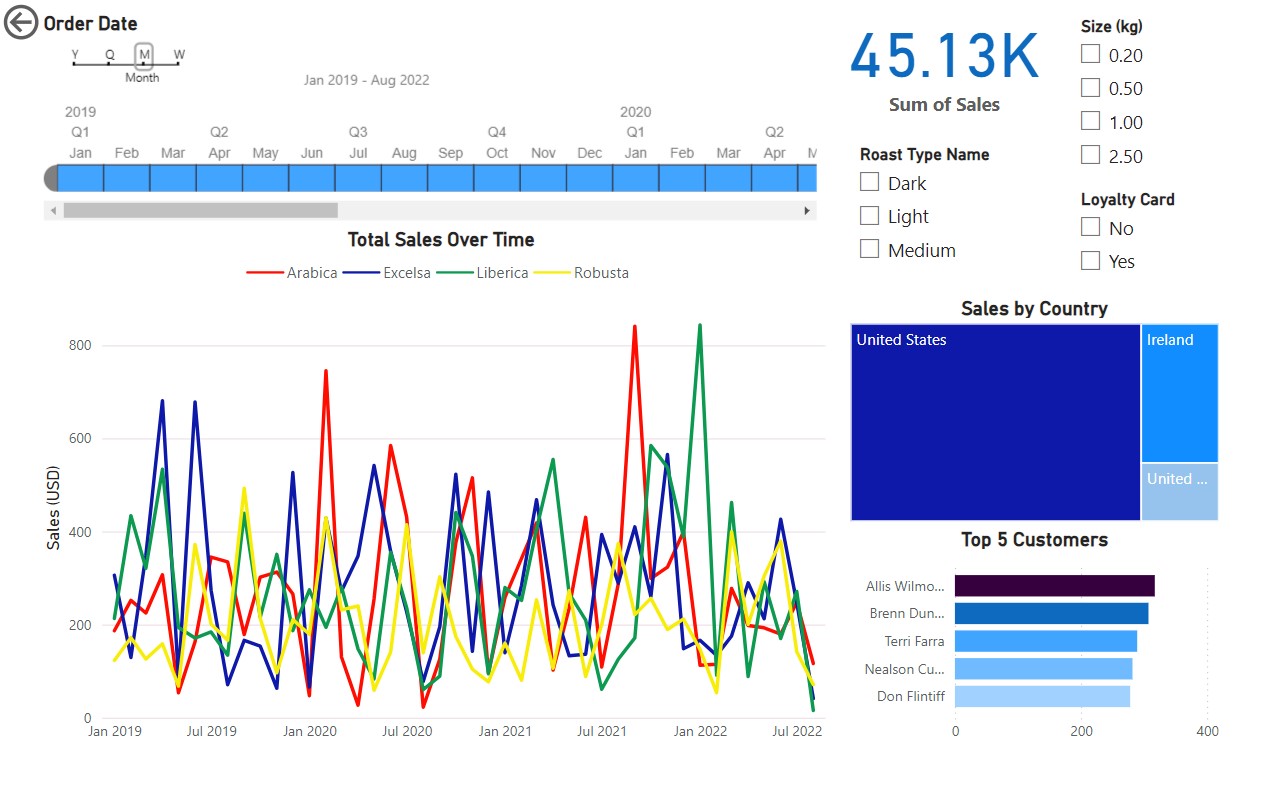 Order Date
Y Q M W
Month
Jan 2019 - Aug 2022
2019 2020
Q1 Q2 Q3 Q4 Q1 Q2
Jan Feb Mar Apr May Jun Jul Aug Sep Oct Nov Dec Jan Feb Mar Apr
45.13K
Sum of Sales
Roast Type Name
Dark
Light
Medium
Size (kg)
0.20
0.50
1.00
2.50
Loyalty Card
No
Yes
Total Sales Over Time
Arabica Excelsa Liberica Robusta
Sales (USD)
800
600
400
200
0
Jan 2019 Jul 2019 Jan 2020 Jul 2020 Jan 2021 Jul 2021 Jan 2022 Jul 2022
Sales by Country
United States
Ireland
United ...
Top 5 Customers
Allis Wilmo...
Brenn Dun...
Terri Farra
Nealson Cu...
Don Flintiff
0 200 400